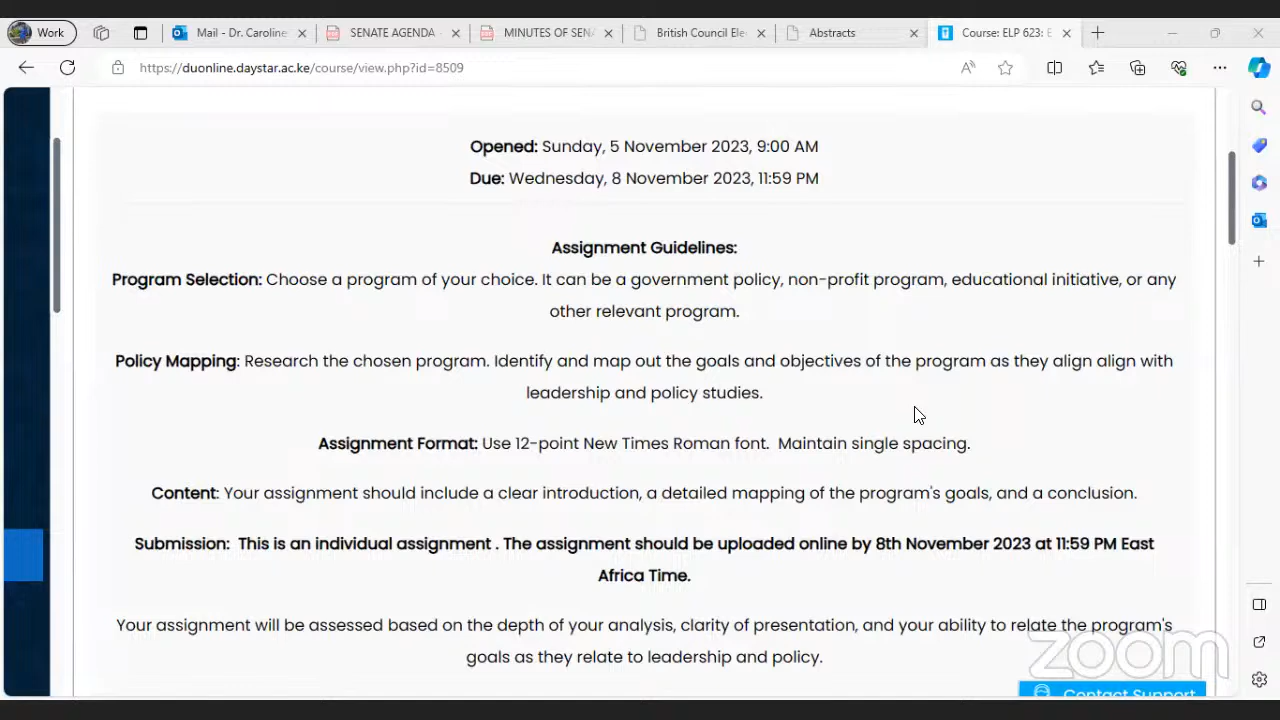 Work
Mail - Dr. Caroline
SENATE AGENDA
MINUTES OF SEN
British Council Ele
Abstracts
Course: ELP 623: E
https://duonline.daystar.ac.ke/course/view.php?id=8509
Opened: Sunday, 5 November 2023, 9:00 AM
Due: Wednesday, 8 November 2023, 11:59 PM
Assignment Guidelines:
Program Selection: Choose a program of your choice. It can be a government policy, non-profit program, educational initiative, or any
other relevant program.
Policy Mapping: Research the chosen program. Identify and map out the goals and objectives of the program as they align align with
leadership and policy studies.
Assignment Format: Use 12-point New Times Roman font.  Maintain single spacing.
Content: Your assignment should include a clear introduction, a detailed mapping of the program's goals, and a conclusion.
Submission:  This is an individual assignment . The assignment should be uploaded online by 8th November 2023 at 11:59 PM East
Africa Time.
Your assignment will be assessed based on the depth of your analysis, clarity of presentation, and your ability to relate the program's
goals as they relate to leadership and policy.
zoom
Contact Support